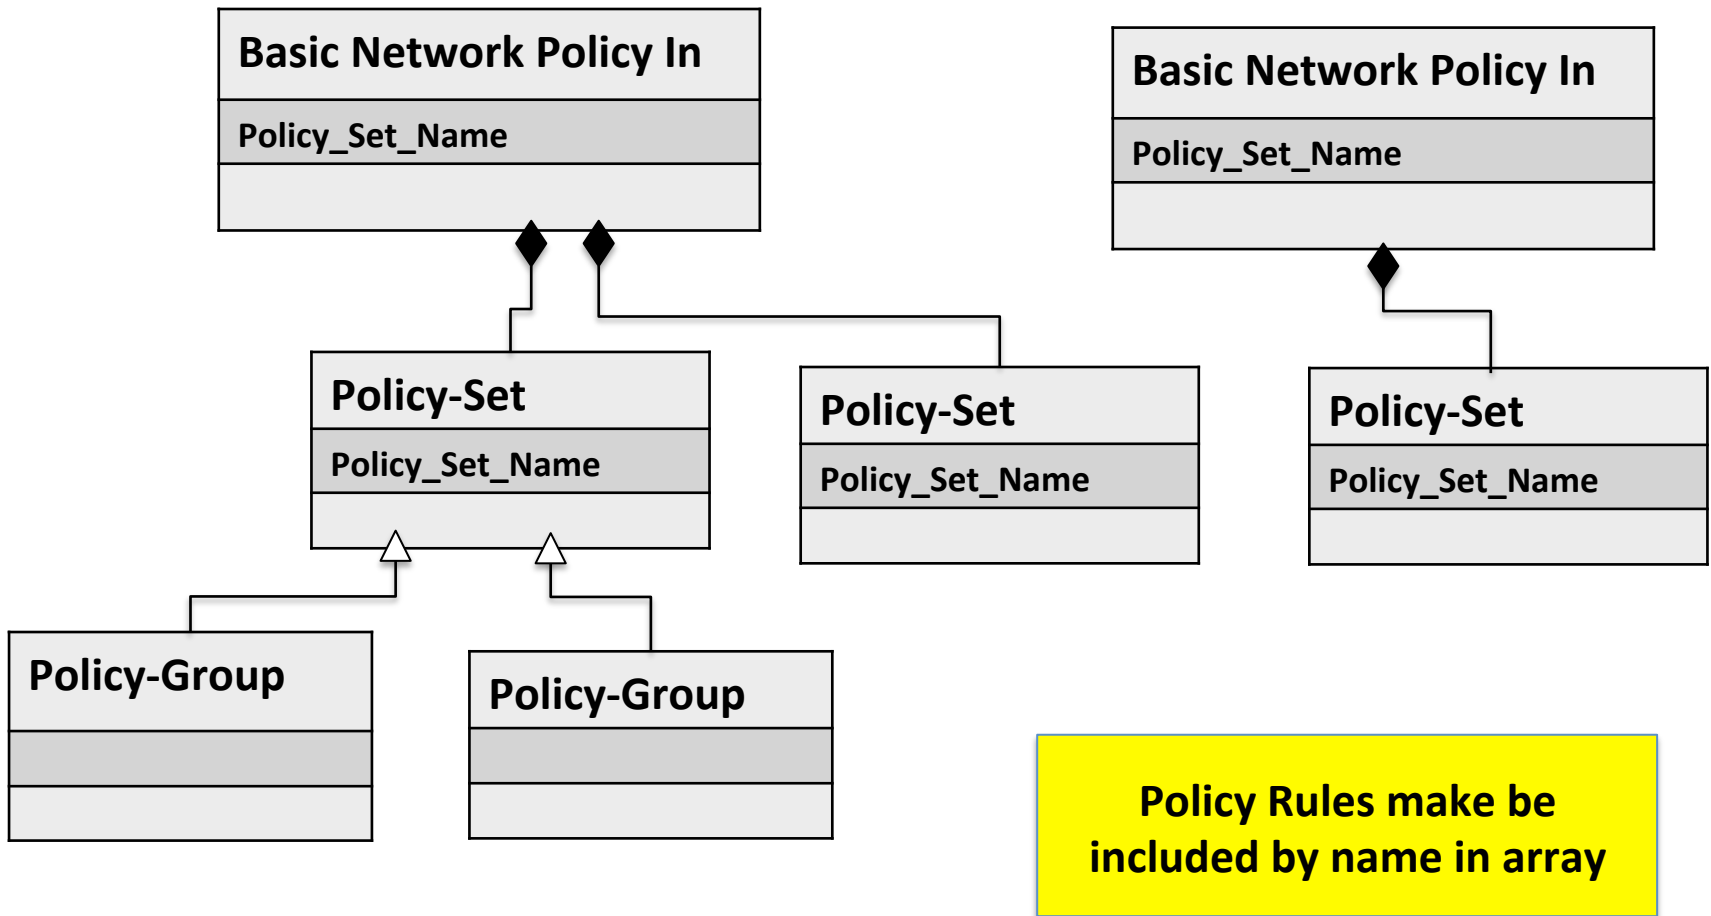 Basic Network Policy In
Policy_Set_Name
Basic Network Policy In
Policy_Set_Name
Policy-Set
Policy_Set_Name
Policy-Set
Policy_Set_Name
Policy-Set
Policy_Set_Name
Policy-Group
Policy-Group
Policy Rules make be
included by name in array